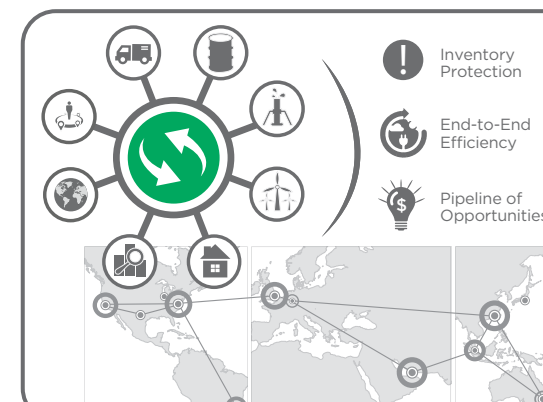 Inventory
Protection
End-to-End
Efficiency
$
Pipeline of
Opportunities